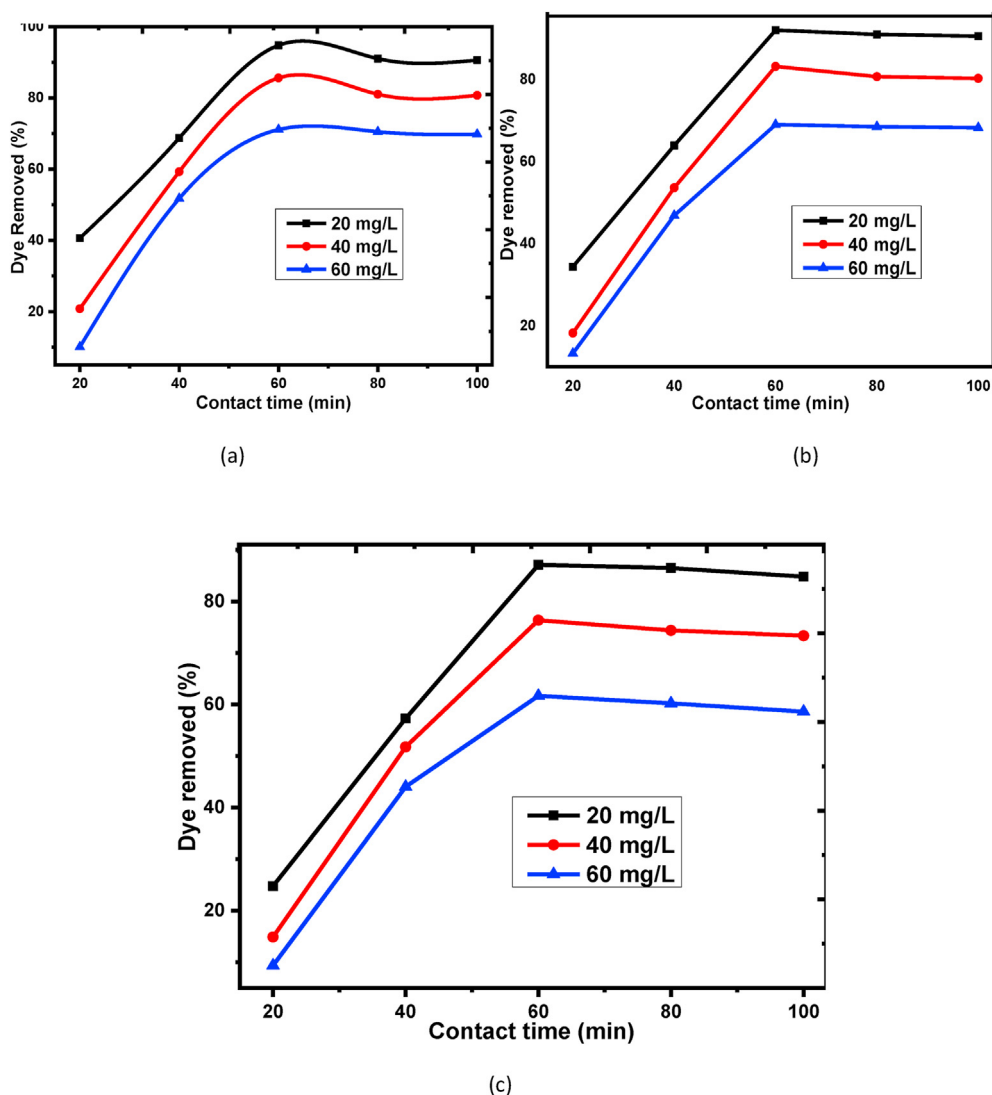 100
80
60
40
20
Dye Removed (%)
20 mg/L
40 mg/L
60 mg/L
20 40 60 80 100
Contact time (min)
(a)
80
60
40
20
Dye removed (%)
20 mg/L
40 mg/L
60 mg/L
20 40 60 80 100
Contact time (min)
(b)
80
60
40
20
Dye removed (%)
20 mg/L
40 mg/L
60 mg/L
20 40 60 80 100
Contact time (min)
(c)